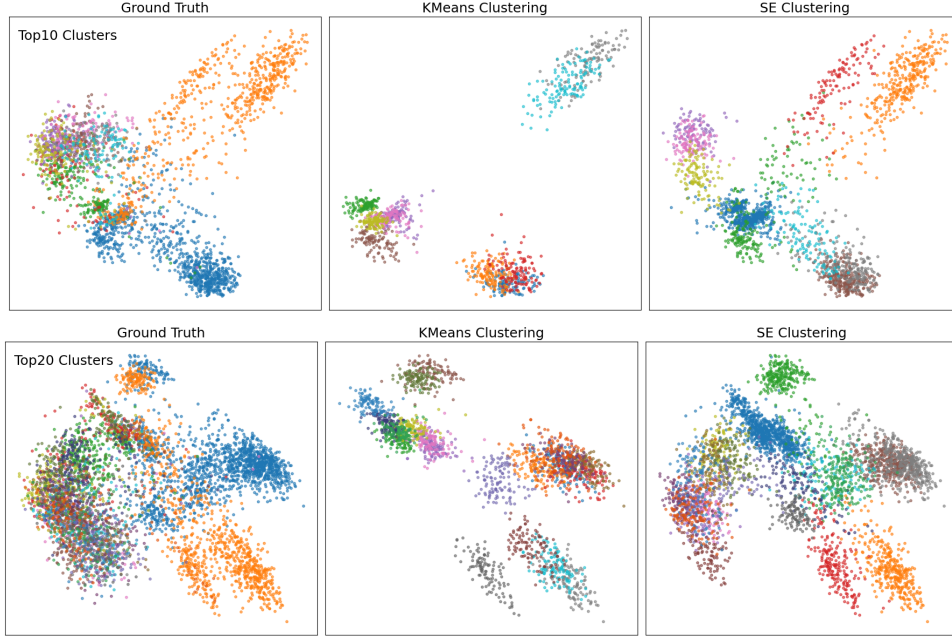 Ground Truth
KMeans Clustering
SE Clustering
Top10 Clusters
Ground Truth
KMeans Clustering
SE Clustering
Top20 Clusters